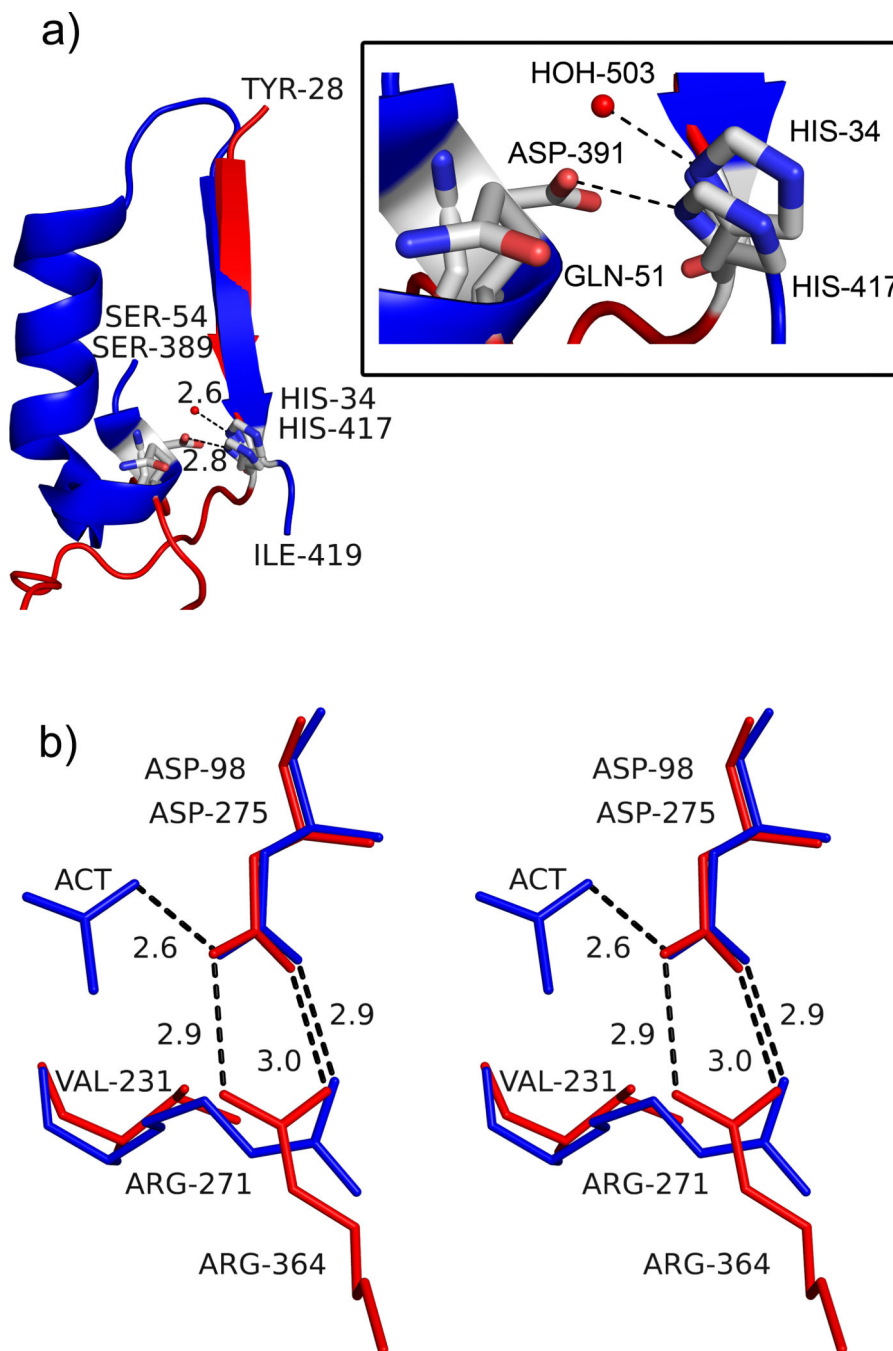 a)
TYR-28
HOH-503
HIS-34
ASP-391
GLN-51
HIS-417
SER-54
SER-389
2.6
HIS-34
HIS-417
2.8
ILE-419
b)
ASP-98
ASP-275
ACT
2.6
2.9
2.9
3.0
VAL-231
ARG-271
ARG-364
ASP-98
ASP-275
ACT
2.6
2.9
2.9
3.0
VAL-231
ARG-271
ARG-364